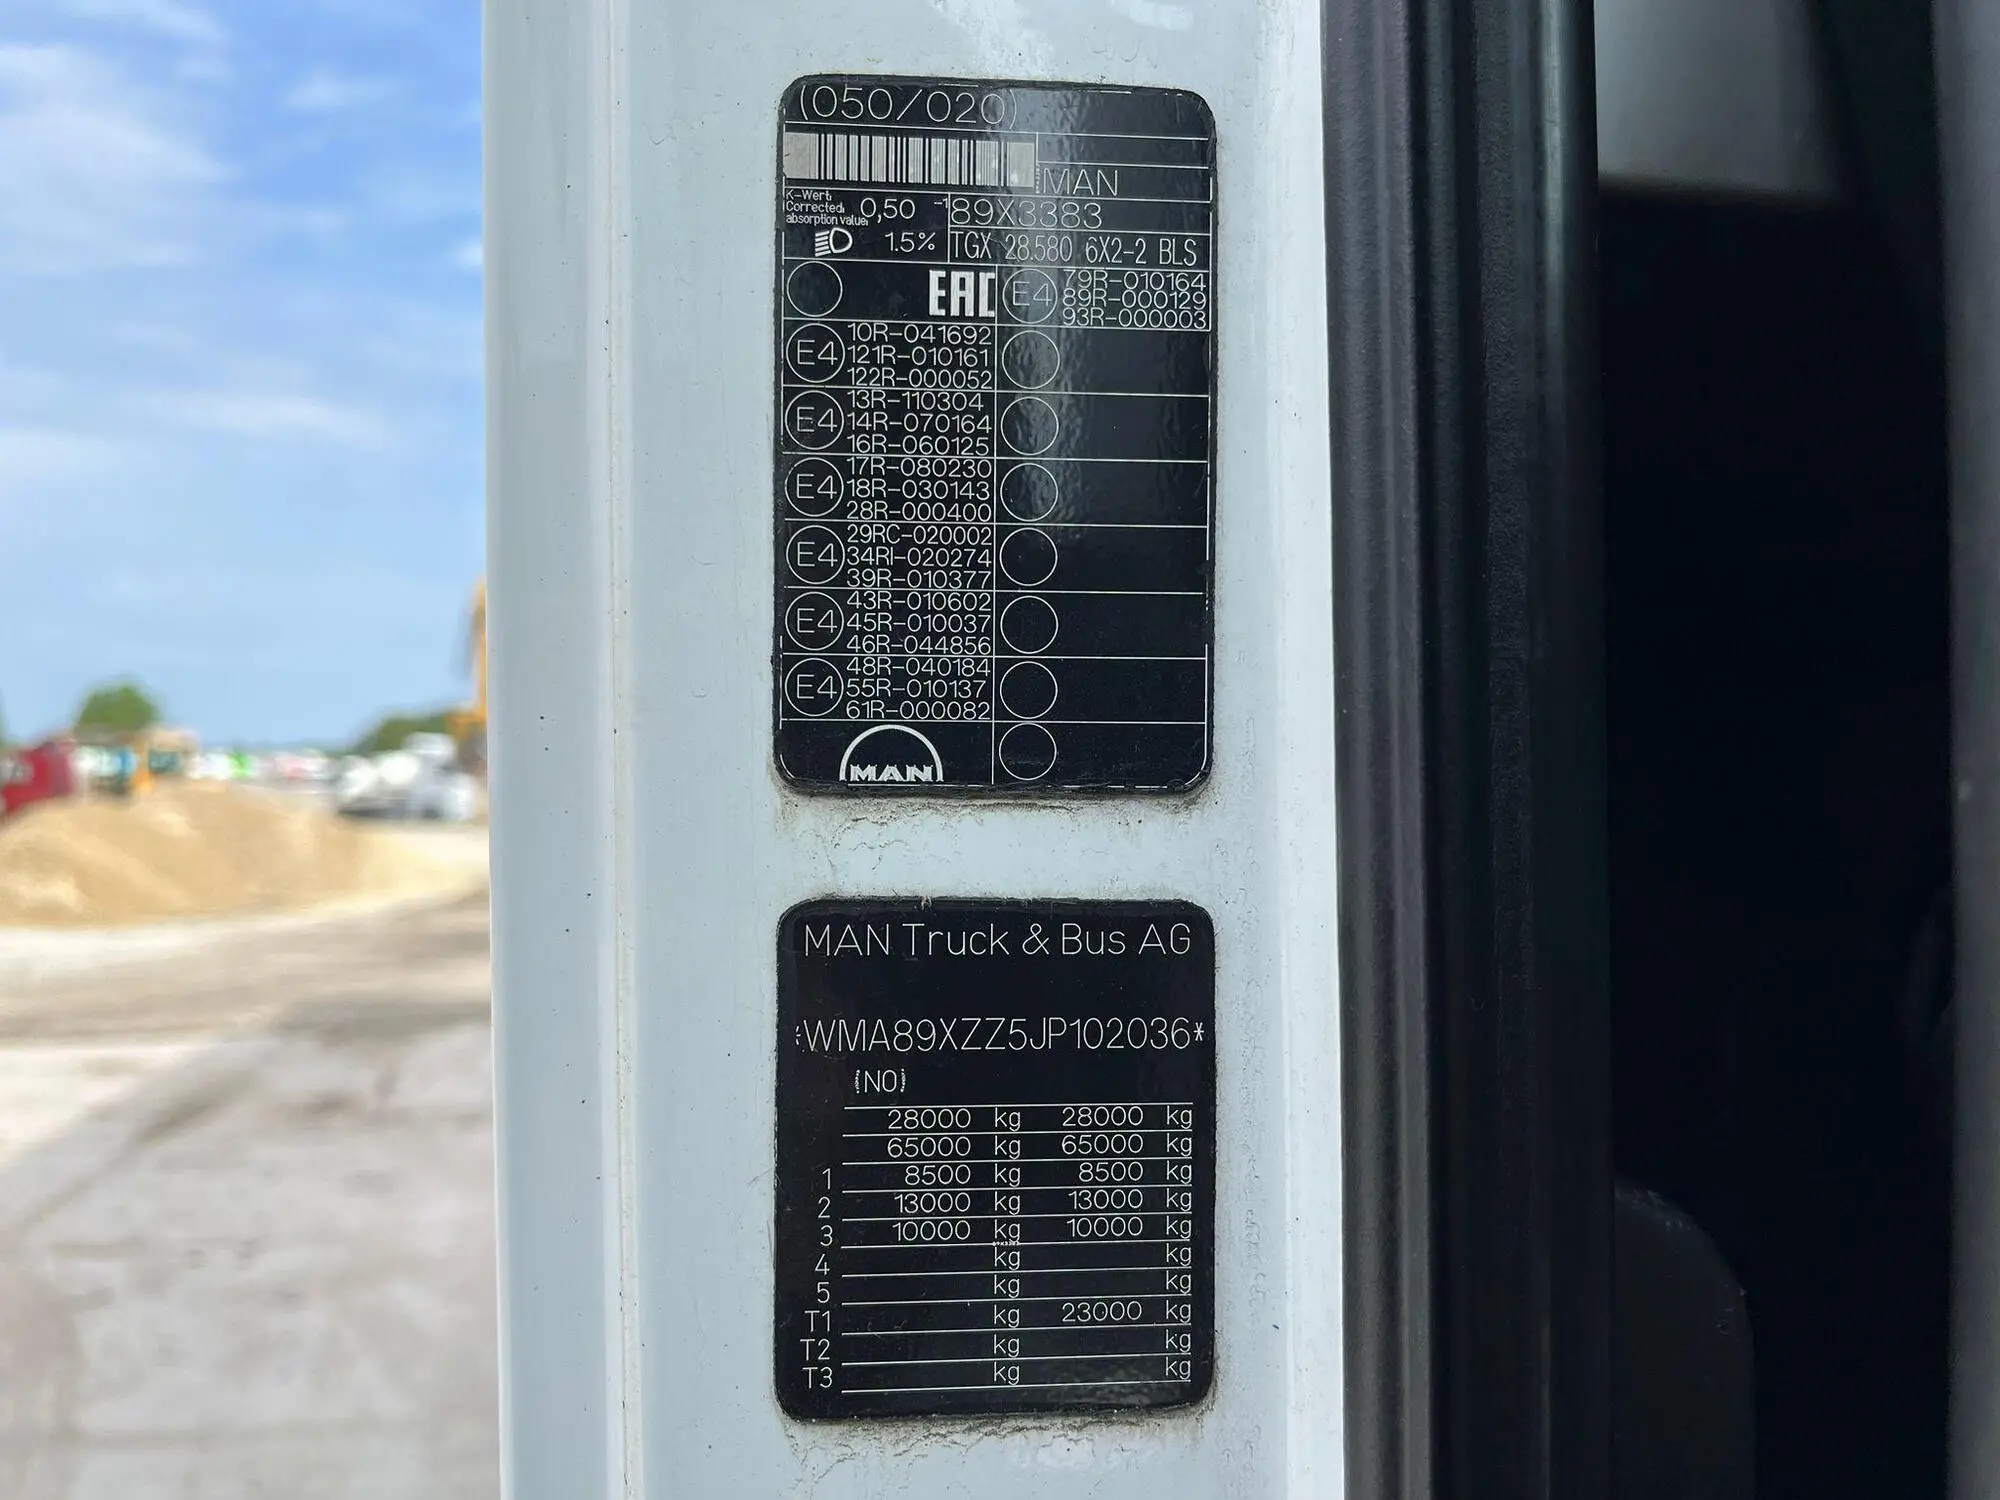 (050/020)
MAN
K-Wert
Corrected
absorption value
0,50 -1
89X3383
1.5%
TGX 28.580 6X2-2 BLS
EAC
E4
79R-010164
89R-000129
93R-000003
E4
10R-041692
121R-010161
122R-000052
E4
13R-110304
14R-070164
16R-060125
E4
17R-080230
18R-030143
28R-000400
E4
29RC-020002
34RI-020274
39R-010377
E4
43R-010602
45R-010037
46R-044856
E4
48R-040184
55R-010137
61R-000082
MAN
MAN Truck & Bus AG
*WMA89XZZ5JP102036*
(NO)
28000 kg 28000 kg
65000 kg 65000 kg
1 8500 kg 8500 kg
2 13000 kg 13000 kg
3 10000 kg 10000 kg
4 kg kg
5 kg kg
T1 kg 23000 kg
T2 kg kg
T3 kg kg